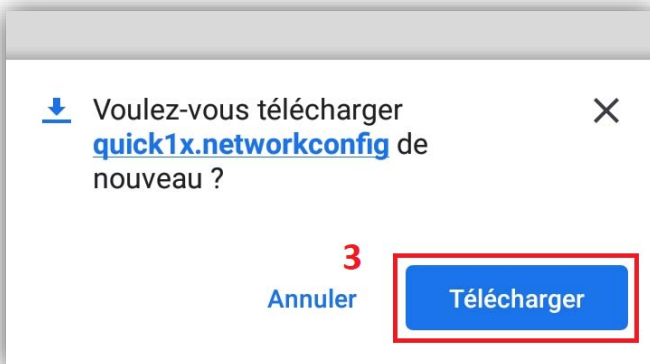 Voulez-vous télécharger
quick1x.networkconfig de
nouveau ?
3
Annuler
Télécharger